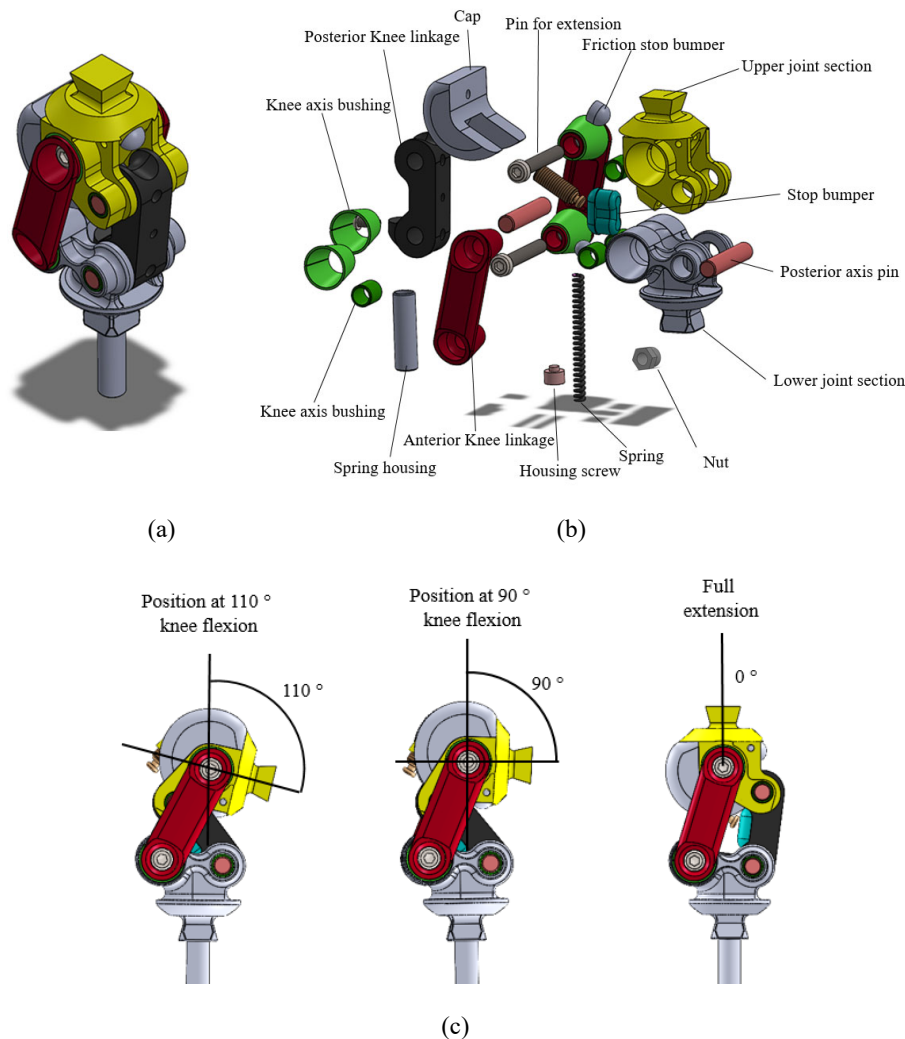 Cap
Posterior Knee linkage
Pin for extension
Friction stop bumper
Upper joint section
Knee axis bushing
Stop bumper
Posterior axis pin
Lower joint section
Knee axis bushing
Anterior Knee linkage
Spring
Nut
Spring housing
Housing screw
(a)
(b)
Position at 110 °
knee flexion
110 °
Position at 90 °
knee flexion
90 °
Full
extension
0 °
(c)